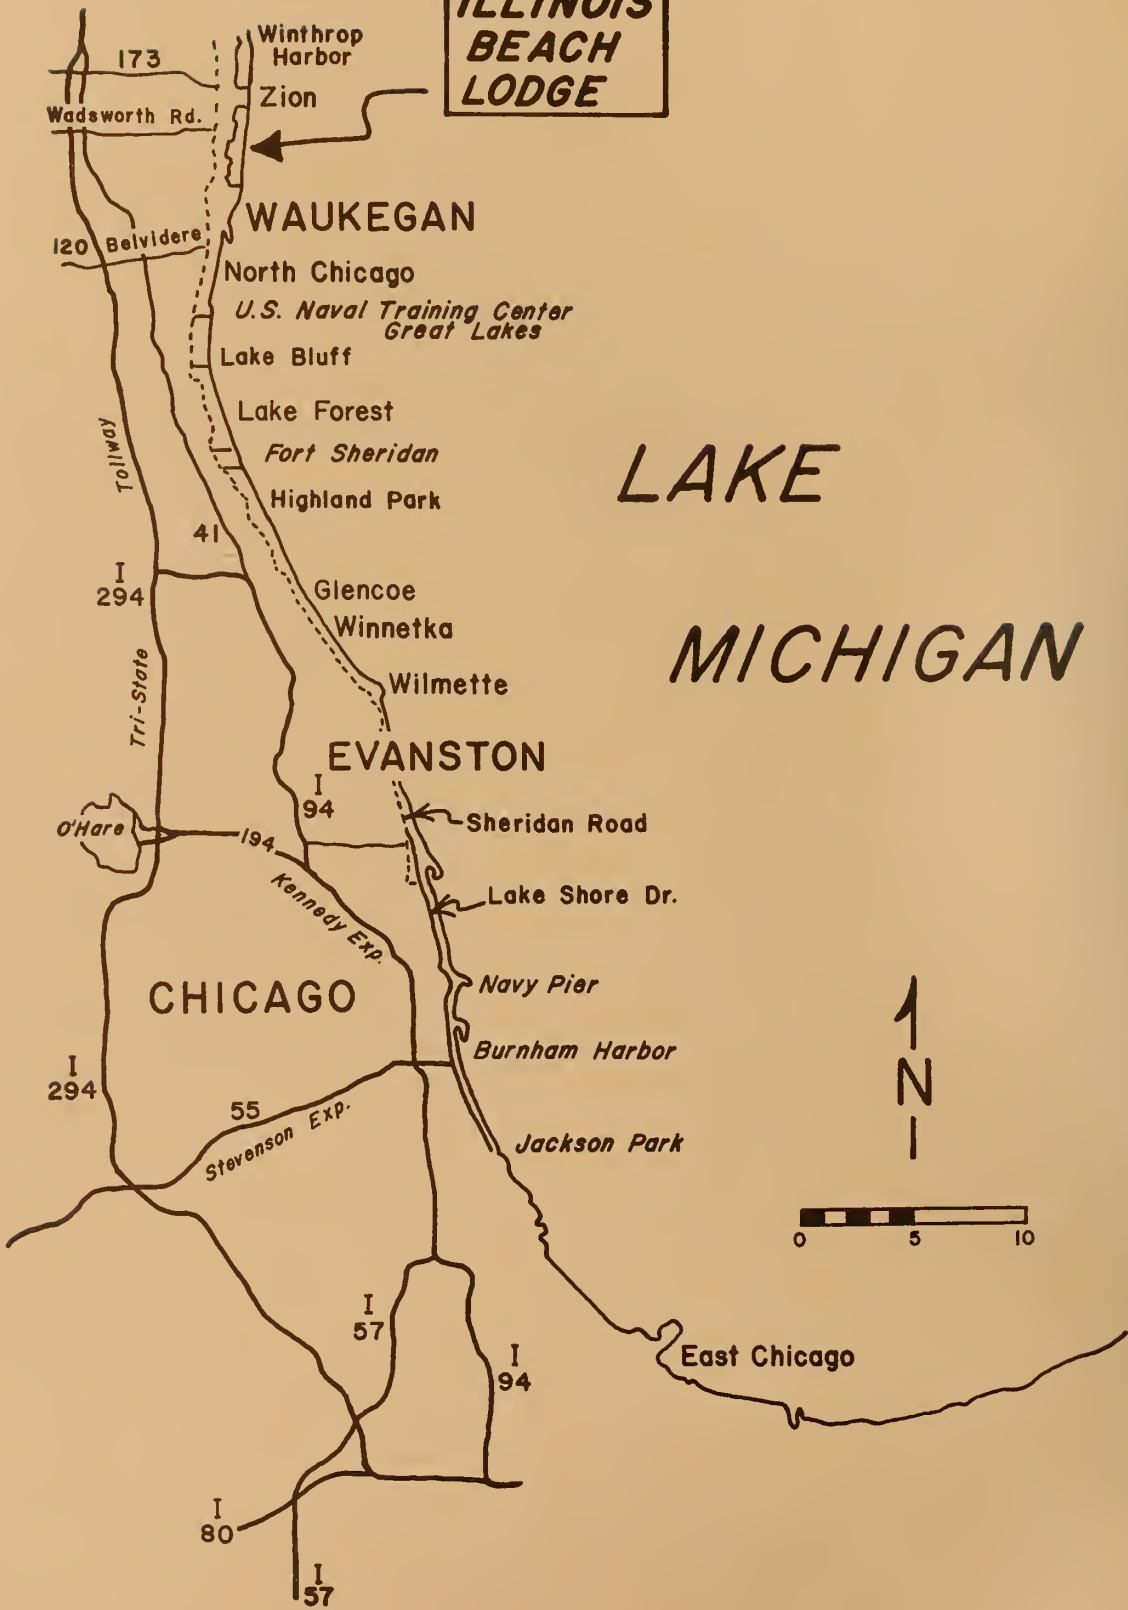 ILLINOIS
BEACH
LODGE
Winthrop
Harbor
173
Zion
Wadsworth Rd.
WAUKEGAN
120 Belvidere
North Chicago
U.S. Naval Training Center
Great Lakes
Lake Bluff
Lake Forest
Tollway
Fort Sheridan
LAKE
Highland Park
41
I
294
Glencoe
Winnetka
MICHIGAN
Tri-State
Wilmette
EVANSTON
I
94
O'Hare
194
Sheridan Road
Kennedy Exp.
Lake Shore Dr.
CHICAGO
Navy Pier
Burnham Harbor
N
I
294
55
Stevenson Exp.
Jackson Park
0 5 10
I
57
East Chicago
I
94
I
80
I
57